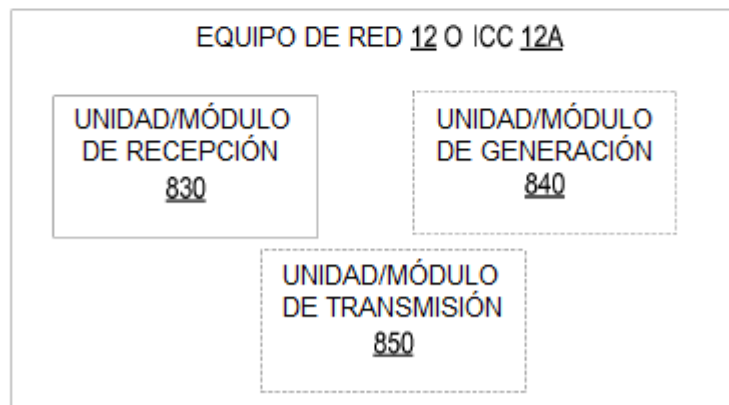 EQUIPO DE RED 12 O ICC 12A
UNIDAD/MÓDULO
DE RECEPCIÓN
830
UNIDAD/MÓDULO
DE GENERACIÓN
840
UNIDAD/MÓDULO
DE TRANSMISIÓN
850